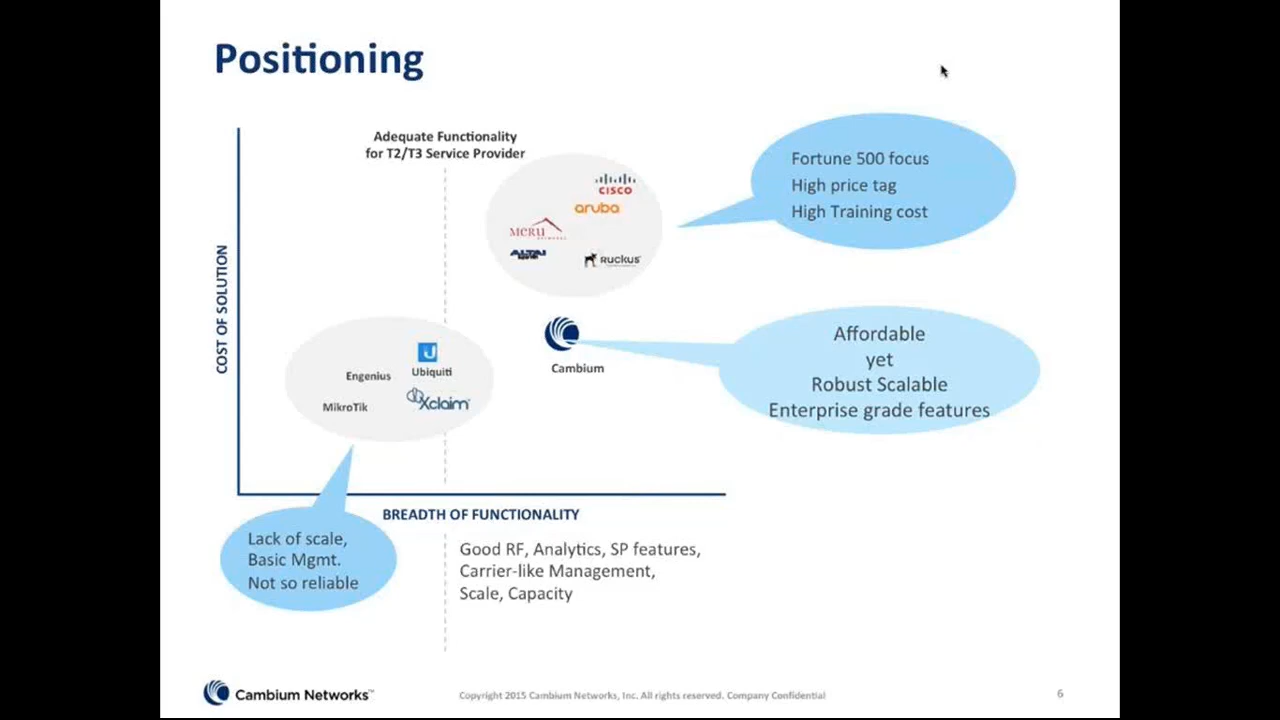 Positioning
Adequate Functionality
for T2/T3 Service Provider
COST OF SOLUTION
CISCO
aruba
MERU
NETWORKS
ALTAI
RUCKUS
Fortune 500 focus
High price tag
High Training cost
Cambium
Affordable
yet
Robust Scalable
Enterprise grade features
Ubiquiti
Engenius
Xclaim
MikroTik
BREADTH OF FUNCTIONALITY
Lack of scale,
Basic Mgmt.
Not so reliable
Good RF, Analytics, SP features,
Carrier-like Management,
Scale, Capacity
Cambium Networks™
Copyright 2015 Cambium Networks, Inc. All rights reserved. Company Confidential
6